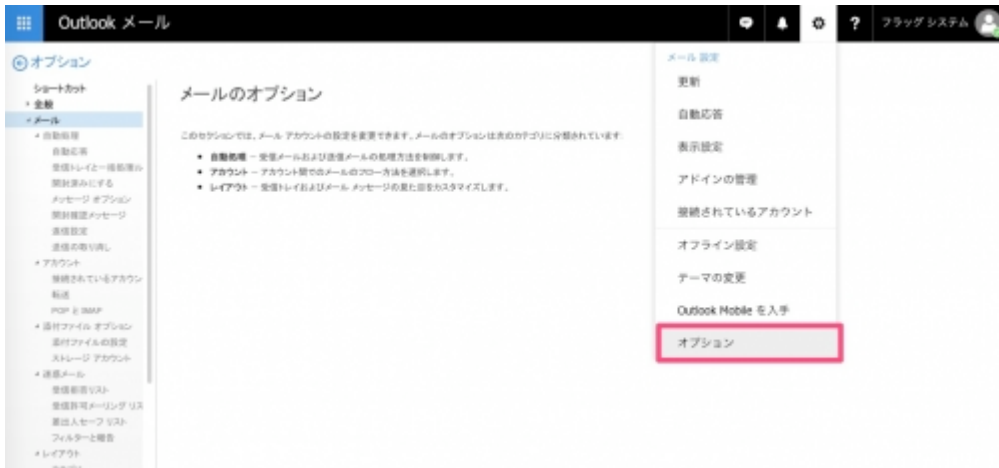 Outlook メール
?
フラッグ システム
オプション
ショートカット
全般
メール
自動処理
自動応答
受信トレイと一括処理ル
開封済みにする
メッセージ オプション
開封確認メッセージ
返信設定
送信の取り消し
アカウント
接続されているアカウン
転送
POP と IMAP
添付ファイル オプション
添付ファイルの設定
ストレージ アカウント
迷惑メール
受信拒否リスト
受信許可メーリング リス
差出人セーフ リスト
フィルターと報告
レイアウト
メールのオプション
このセクションでは、メール アカウントの設定を変更できます。メールのオプションは次のカテゴリに分類されています:
• 自動処理 – 受信メールおよび送信メールの処理方法を制御します。
• アカウント – アカウント間でのメールのフロー方法を選択します。
• レイアウト – 受信トレイおよびメール メッセージの見た目をカスタマイズします。
メール 設定
更新
自動応答
表示設定
アドインの管理
接続されているアカウント
オフライン設定
テーマの変更
Outlook Mobile を入手
オプション